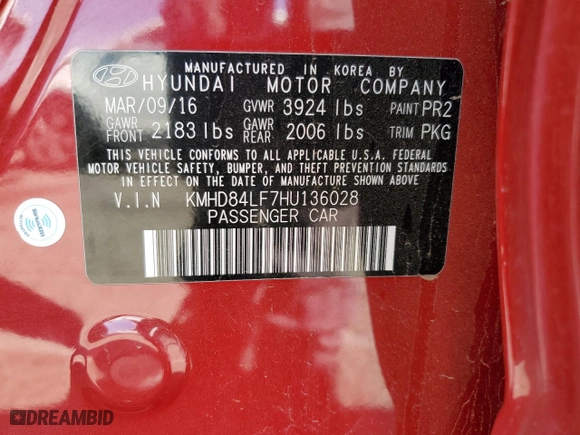 MANUFACTURED IN KOREA BY
HYUNDAI MOTOR COMPANY
MAR/09/16 GVWR 3924 lbs PAINT PR2
GAWR FRONT 2183 lbs GAWR REAR 2006 lbs TRIM PKG
THIS VEHICLE CONFORMS TO ALL APPLICABLE U.S.A. FEDERAL
MOTOR VEHICLE SAFETY, BUMPER, AND THEFT PREVENTION STANDARDS
IN EFFECT ON THE DATE OF MANUFACTURE SHOWN ABOVE.
V.I.N KMHD84LF7HU136028
PASSENGER CAR
DREAMBID